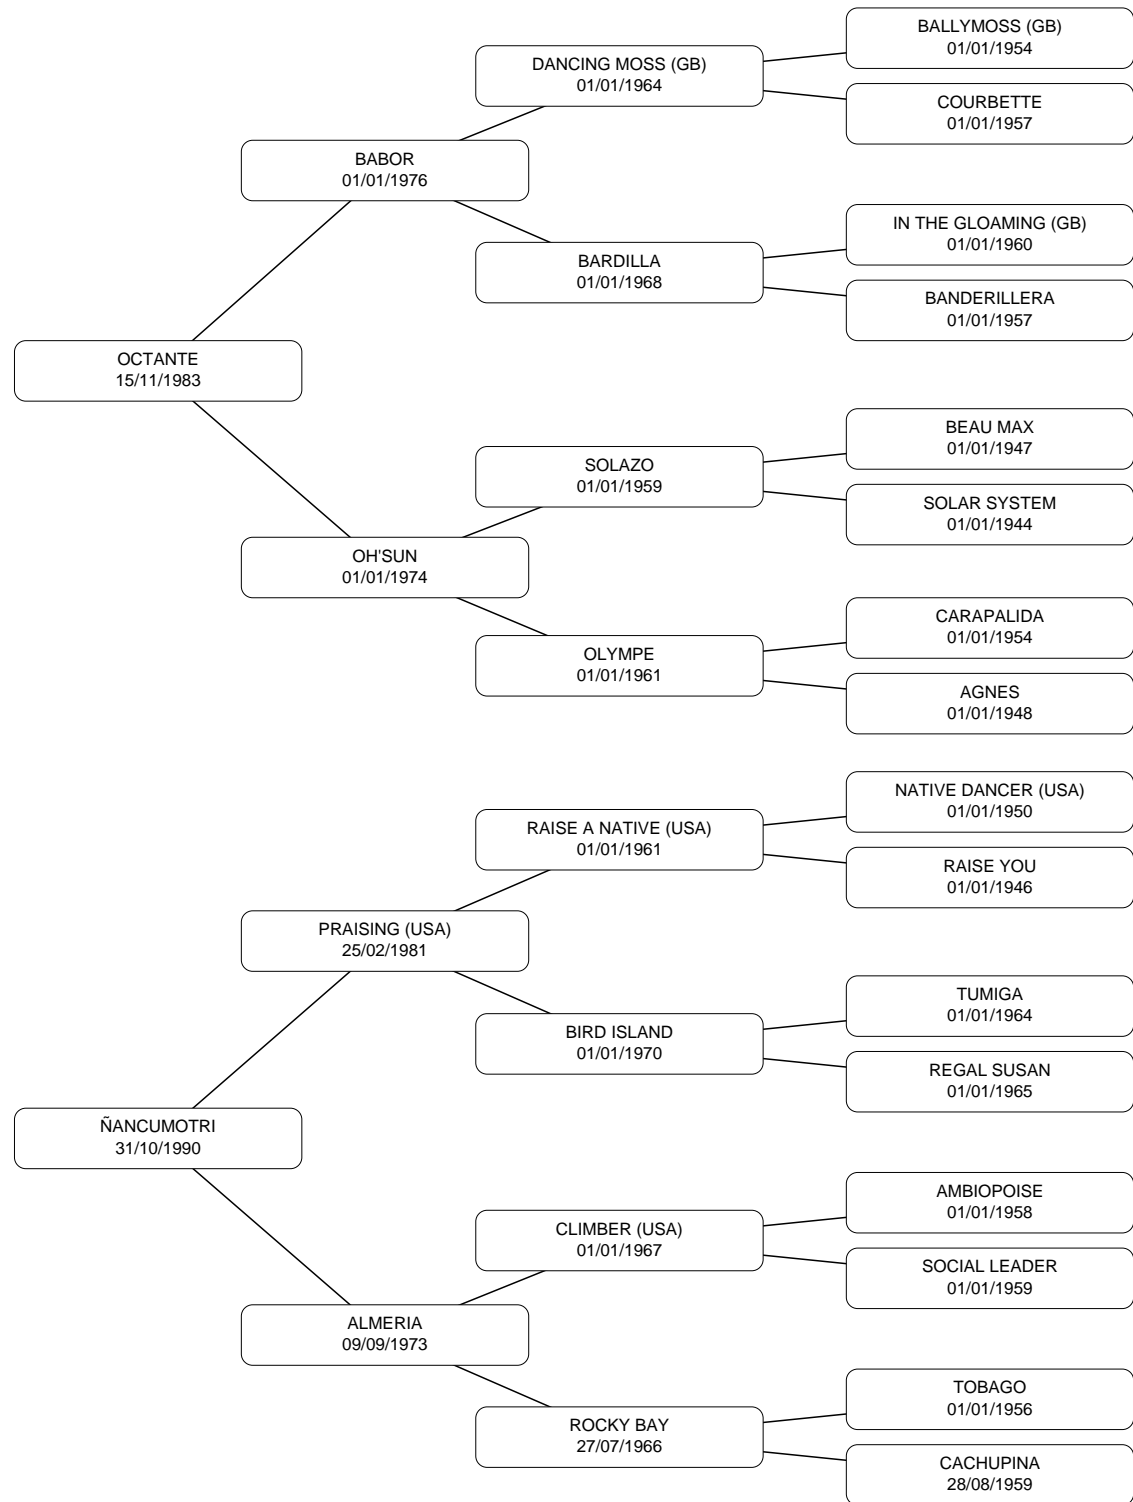 BALLYMOSS (GB)
01/01/1954
DANCING MOSS (GB)
01/01/1964
COURBETTE
01/01/1957
BABOR
01/01/1976
IN THE GLOAMING (GB)
01/01/1960
BARDILLA
01/01/1968
BANDERILLERA
01/01/1957
OCTANTE
15/11/1983
BEAU MAX
01/01/1947
SOLAZO
01/01/1959
SOLAR SYSTEM
01/01/1944
OH'SUN
01/01/1974
CARAPALIDA
01/01/1954
OLYMPE
01/01/1961
AGNES
01/01/1948
NATIVE DANCER (USA)
01/01/1950
RAISE A NATIVE (USA)
01/01/1961
RAISE YOU
01/01/1946
PRAISING (USA)
25/02/1981
TUMIGA
01/01/1964
BIRD ISLAND
01/01/1970
REGAL SUSAN
01/01/1965
ÑANCUMOTRI
31/10/1990
AMBIOPOISE
01/01/1958
CLIMBER (USA)
01/01/1967
SOCIAL LEADER
01/01/1959
ALMERIA
09/09/1973
TOBAGO
01/01/1956
ROCKY BAY
27/07/1966
CACHUPINA
28/08/1959